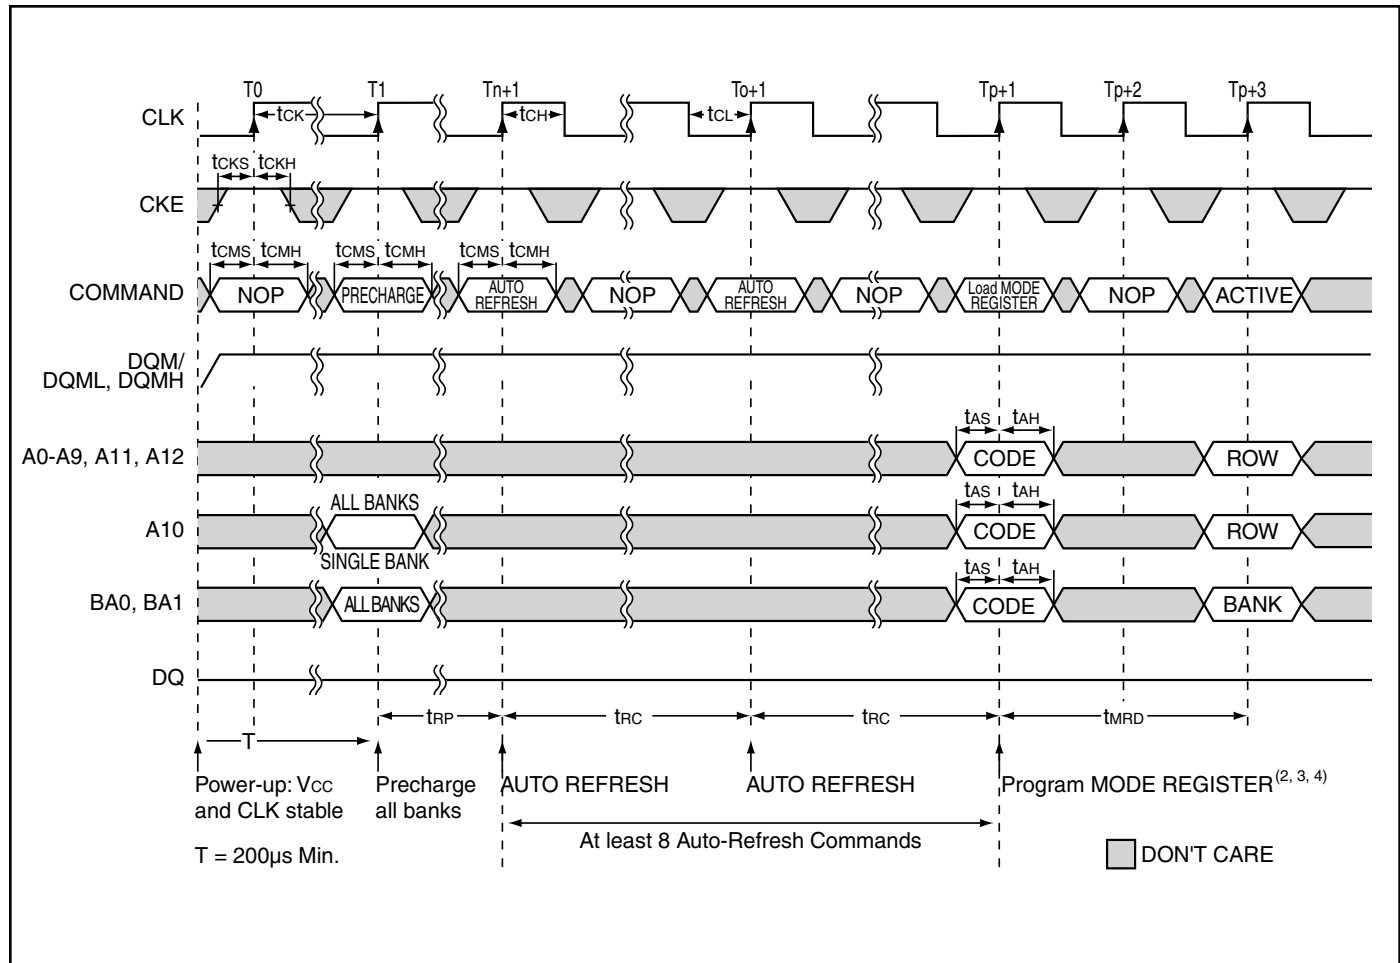 T0 T1 Tn+1 To+1 Tp+1 Tp+2 Tp+3
CLK tCK tCH tCL
tCKS tCKH
CKE
tCMS tCMH tCMS tCMH tCMS tCMH
COMMAND NOP PRECHARGE AUTO REFRESH NOP AUTO REFRESH NOP Load MODE REGISTER NOP ACTIVE
DQM/
DQML, DQMH
tAS tAH
A0-A9, A11, A12 CODE ROW
ALL BANKS tAS tAH
A10 CODE ROW
SINGLE BANK tAS tAH
BA0, BA1 ALL BANKS CODE BANK
DQ
tRP tRC tRC tMRD
T
Power-up: VCC Precharge AUTO REFRESH AUTO REFRESH Program MODE REGISTER(2, 3, 4)
and CLK stable all banks
At least 8 Auto-Refresh Commands
T = 200µs Min. DON'T CARE